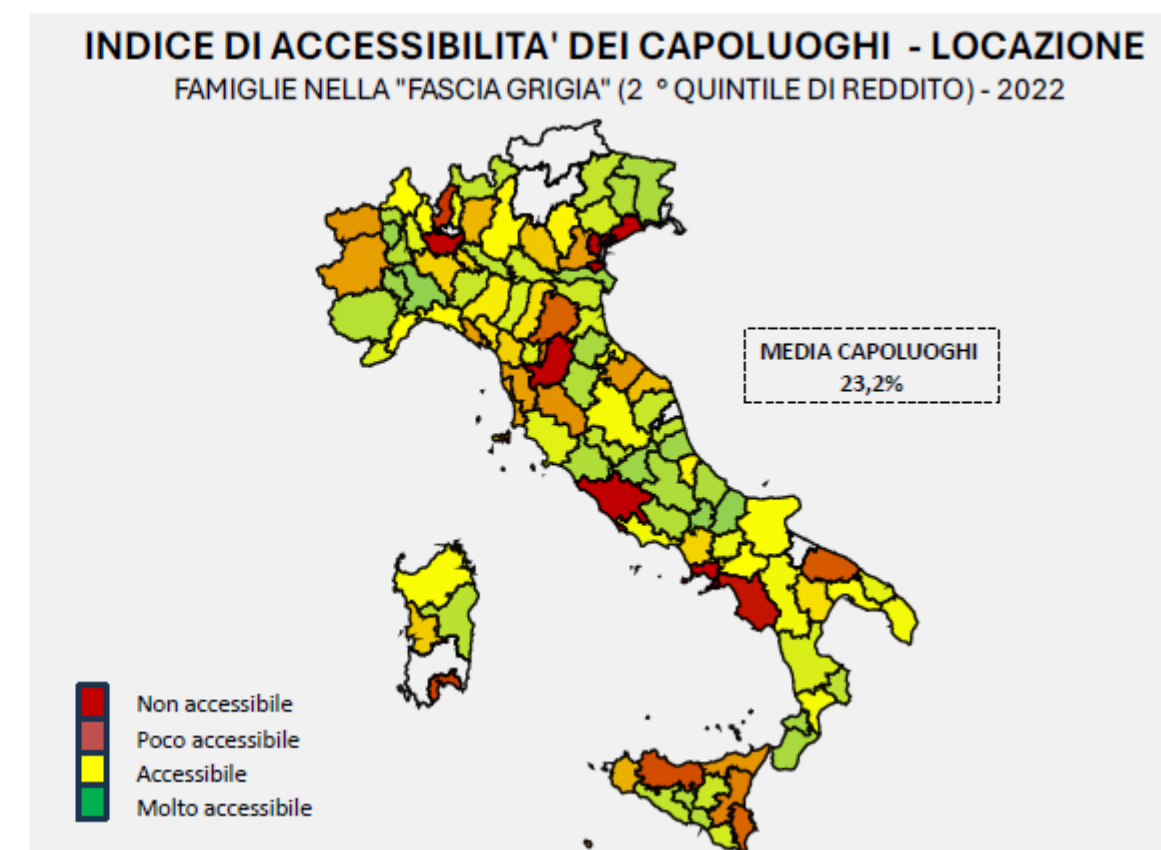 INDICE DI ACCESSIBILITA' DEI CAPOLUOGHI - LOCAZIONE
FAMIGLIE NELLA "FASCIA GRIGIA" (2 ° QUINTILE DI REDDITO) - 2022
MEDIA CAPOLUOGHI
23,2%
Non accessibile
Poco accessibile
Accessibile
Molto accessibile